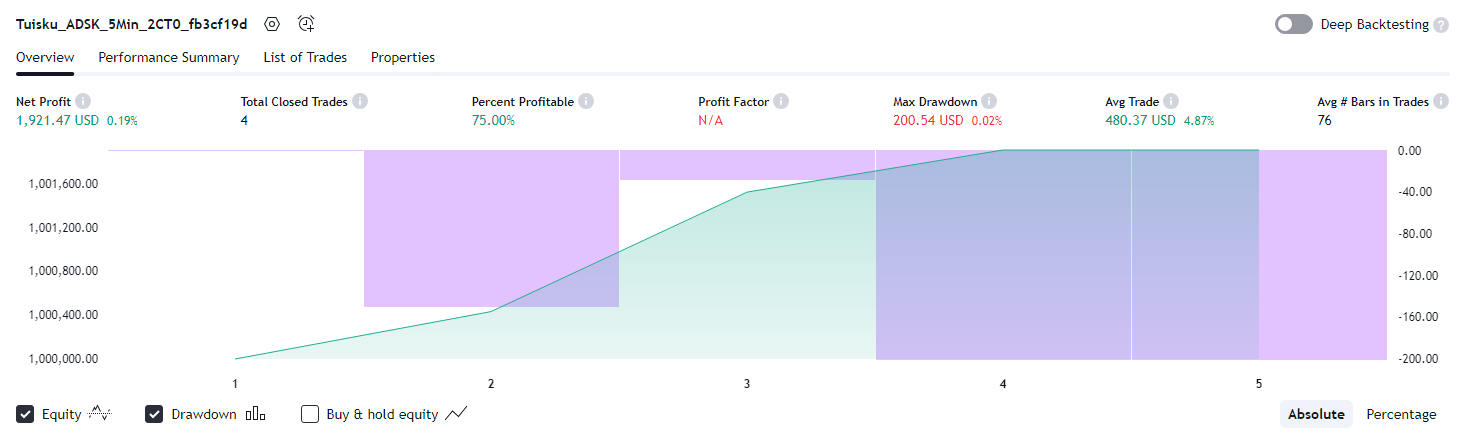 Tuisku_ADSK_5Min_2CT0_fb3cf19d Deep Backtesting
Overview Performance Summary List of Trades Properties
Net Profit Total Closed Trades Percent Profitable Profit Factor Max Drawdown Avg Trade Avg # Bars in Trades
1,921.47 USD 0.19% 4 75.00% N/A 200.54 USD 0.02% 480.37 USD 4.87% 76
0.00
1,001,600.00 -40.00
1,001,200.00 -80.00
1,000,800.00 -120.00
1,000,400.00 -160.00
1,000,000.00 -200.00
1 2 3 4 5
Equity Drawdown Buy & hold equity Absolute Percentage